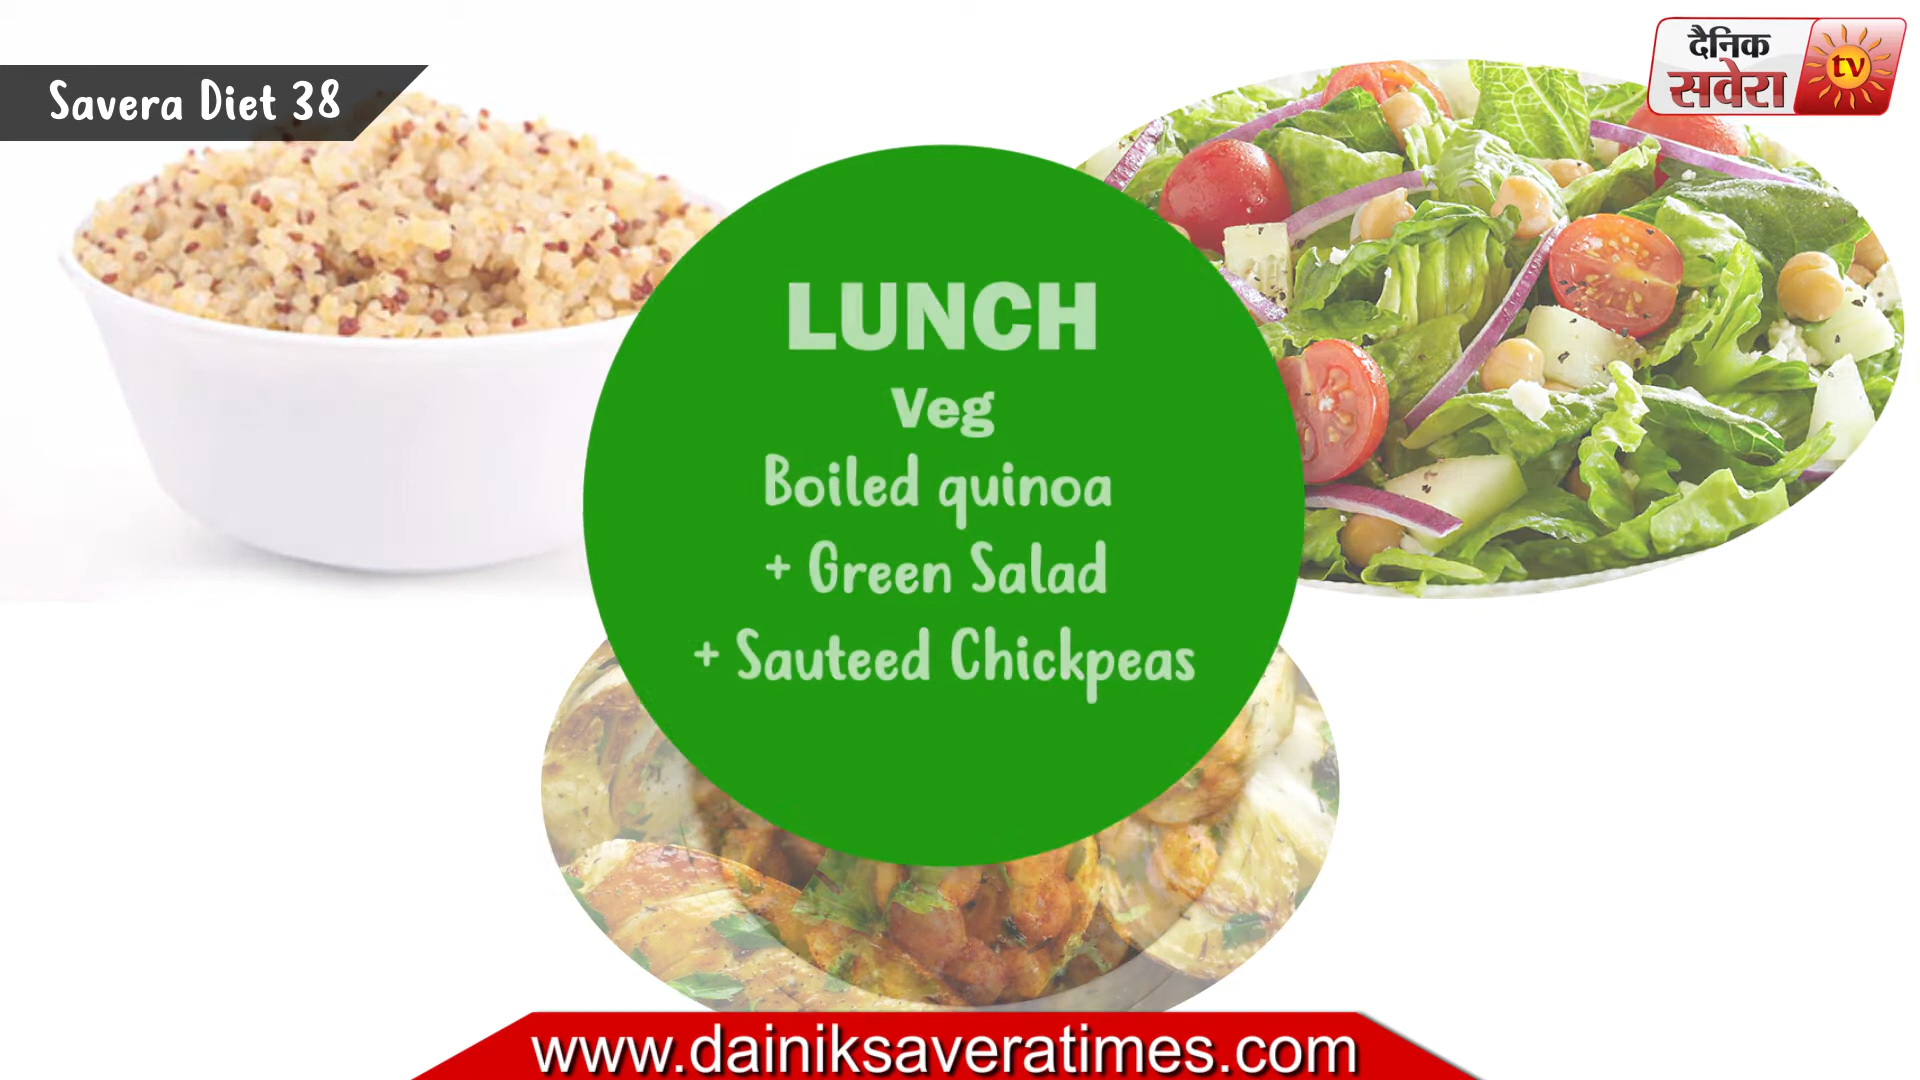 Savera Diet 38
दैनिक
सवेरा
tv
LUNCH
Veg
Boiled quinoa
+ Green Salad
+ Sauteed Chickpeas
www.dainiksaveratimes.com